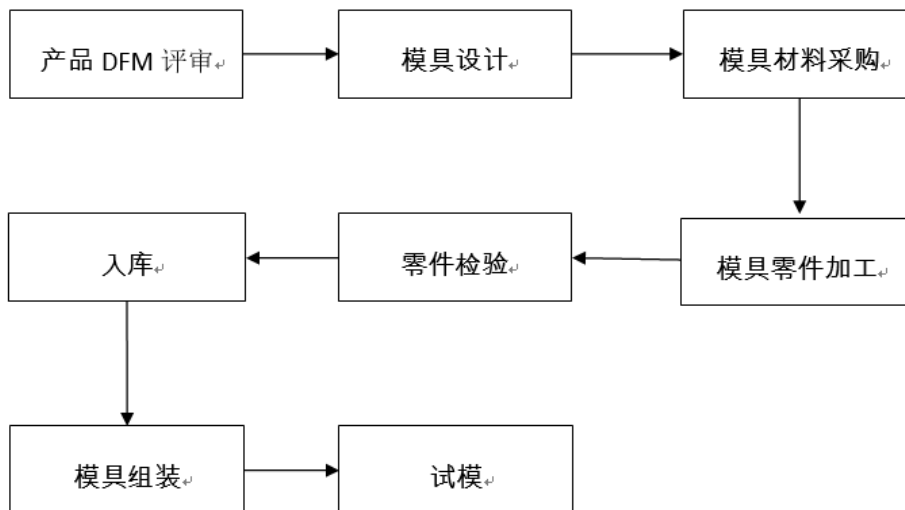 产品 DFM 评审
模具设计
模具材料采购
模具零件加工
零件检验
入库
模具组装
试模